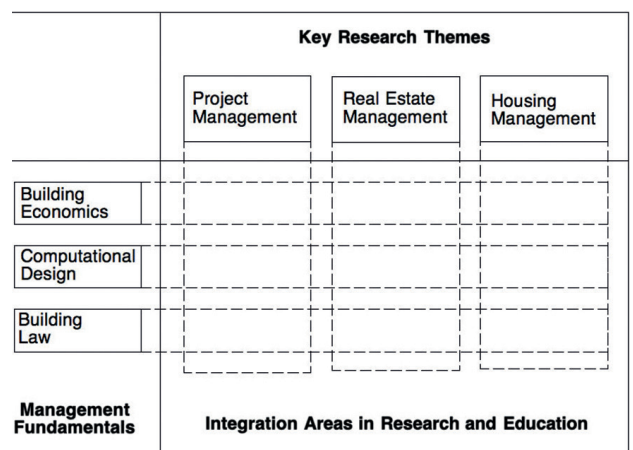 Key Research Themes
Project
Management
Real Estate
Management
Housing
Management
Building
Economics
Computational
Design
Building
Law
Management
Fundamentals
Integration Areas in Research and Education